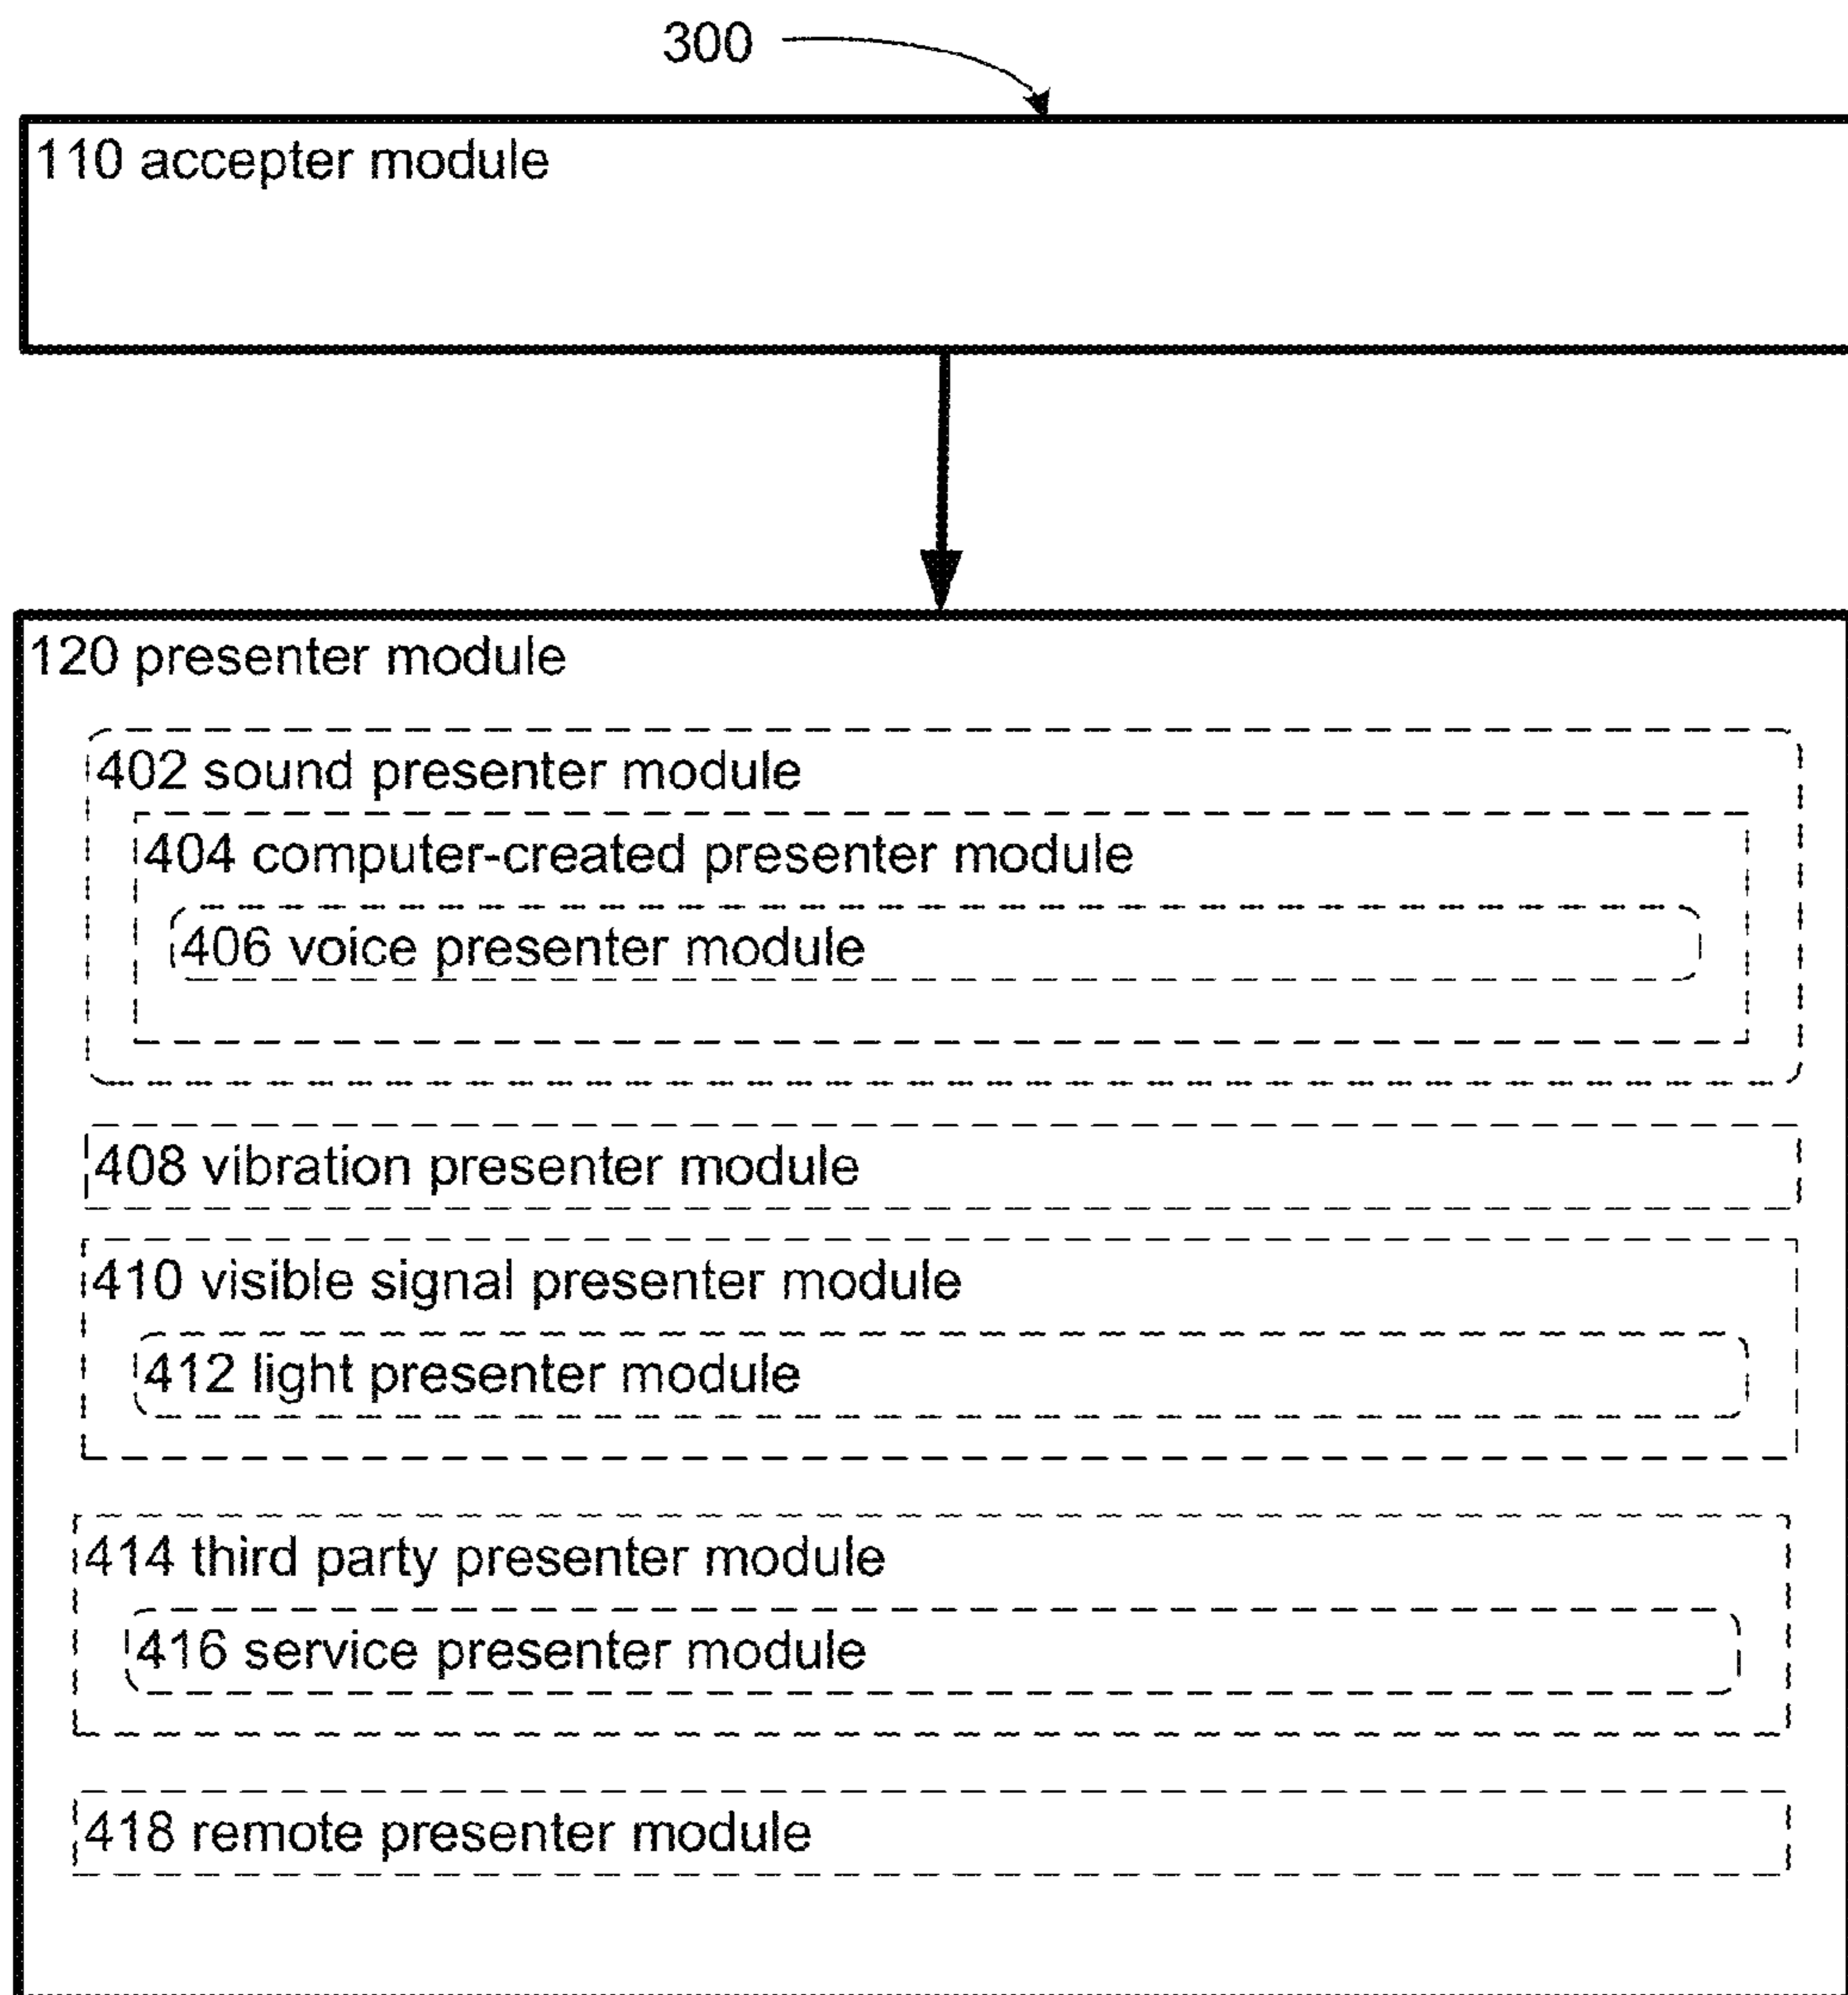 300
110 accepter module
120 presenter module
402 sound presenter module
404 computer-created presenter module
406 voice presenter module
408 vibration presenter module
410 visible signal presenter module
412 light presenter module
414 third party presenter module
416 service presenter module
418 remote presenter module